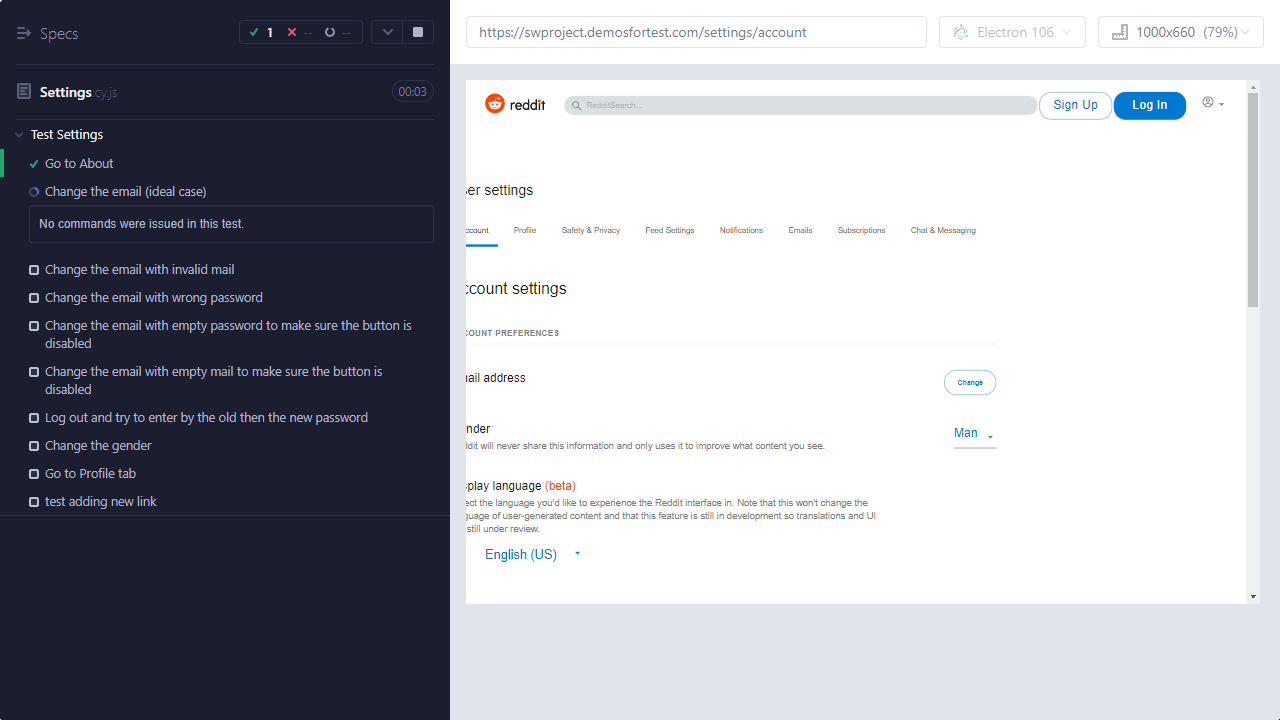 Specs
1
--
--
Settings.cy.js
00:03
Test Settings
Go to About
Change the email (ideal case)
No commands were issued in this test.
Change the email with invalid mail
Change the email with wrong password
Change the email with empty password to make sure the button is
disabled
Change the email with empty mail to make sure the button is
disabled
Log out and try to enter by the old then the new password
Change the gender
Go to Profile tab
test adding new link
https://swproject.demosfortest.com/settings/account
Electron 106
1000x660 (79%)
reddit
RedditSearch...
Sign Up
Log In
ser settings
ccount
Profile
Safety & Privacy
Feed Settings
Notifications
Emails
Subscriptions
Chat & Messaging
ccount settings
COUNT PREFERENCES
ail address
Change
nder
ddit will never share this information and only uses it to improve what content you see.
Man
splay language (beta)
ect the language you'd like to experience the Reddit interface in. Note that this won't change the
guage of user-generated content and that this feature is still in development so translations and UI
still under review.
English (US)